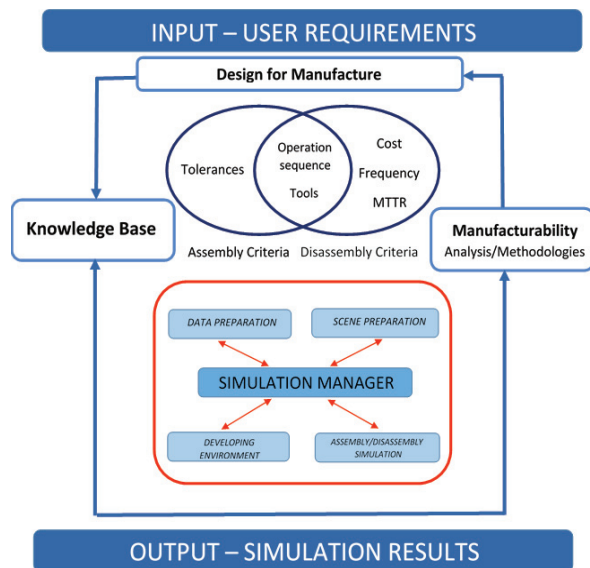 INPUT – USER REQUIREMENTS
Design for Manufacture
Tolerances
Operation
sequence
Tools
Cost
Frequency
MTTR
Knowledge Base
Assembly Criteria
Disassembly Criteria
Manufacturability
Analysis/Methodologies
DATA PREPARATION
SCENE PREPARATION
SIMULATION MANAGER
DEVELOPING
ENVIRONMENT
ASSEMBLY/DISASSEMBLY
SIMULATION
OUTPUT – SIMULATION RESULTS